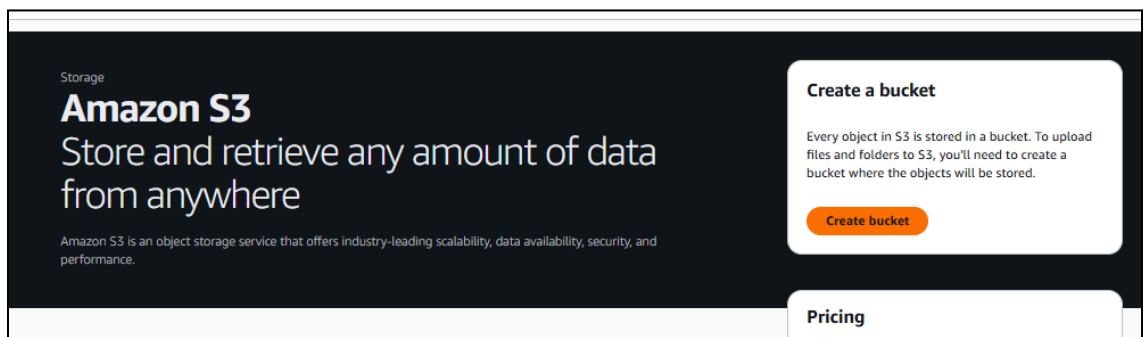 Storage
Amazon S3
Store and retrieve any amount of data
from anywhere
Amazon S3 is an object storage service that offers industry-leading scalability, data availability, security, and
performance.
Create a bucket
Every object in S3 is stored in a bucket. To upload
files and folders to S3, you'll need to create a
bucket where the objects will be stored.
Create bucket
Pricing